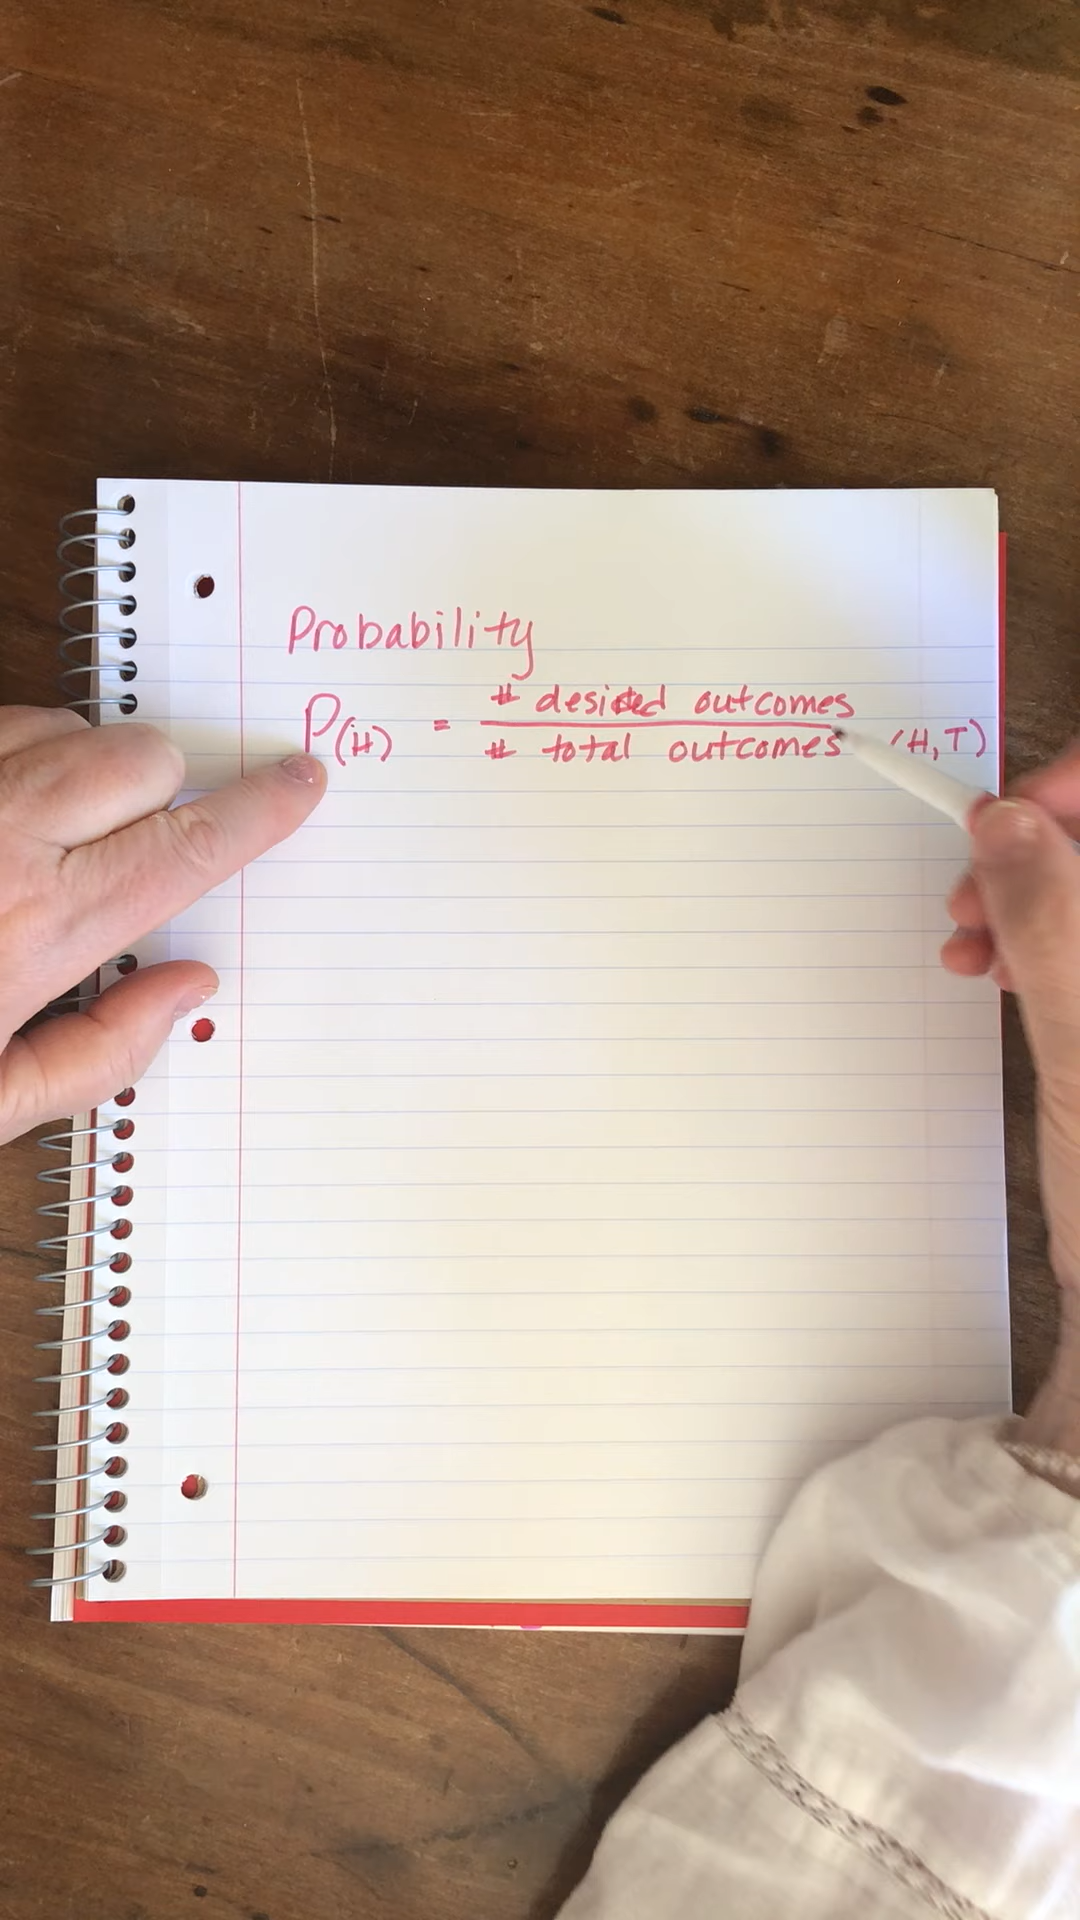 Probability
P(H) = # desired outcomes
# total outcomes (H,T)